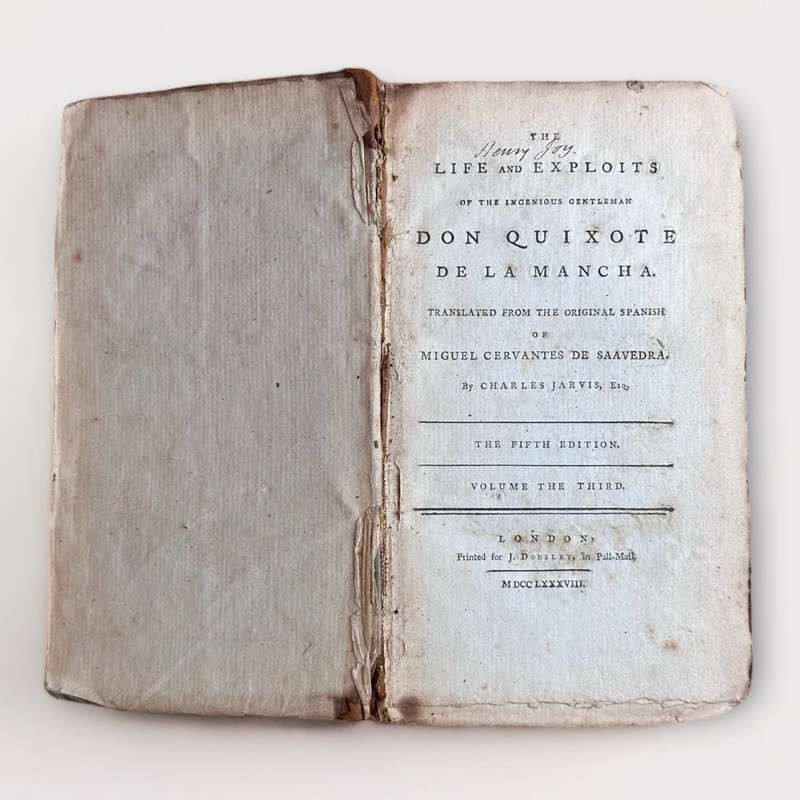 THE
Henry Joy.
LIFE AND EXPLOITS
OF THE INGENIOUS GENTLEMAN
DON QUIXOTE
DE LA MANCHA.
TRANSLATED FROM THE ORIGINAL SPANISH
OF
MIGUEL CERVANTES DE SAAVEDRA.
By CHARLES JARVIS, Esq.
THE FIFTH EDITION.
VOLUME THE THIRD.
LONDON:
Printed for J. DODSLEY, in Pall-Mall,
MDCCLXXXVIII.